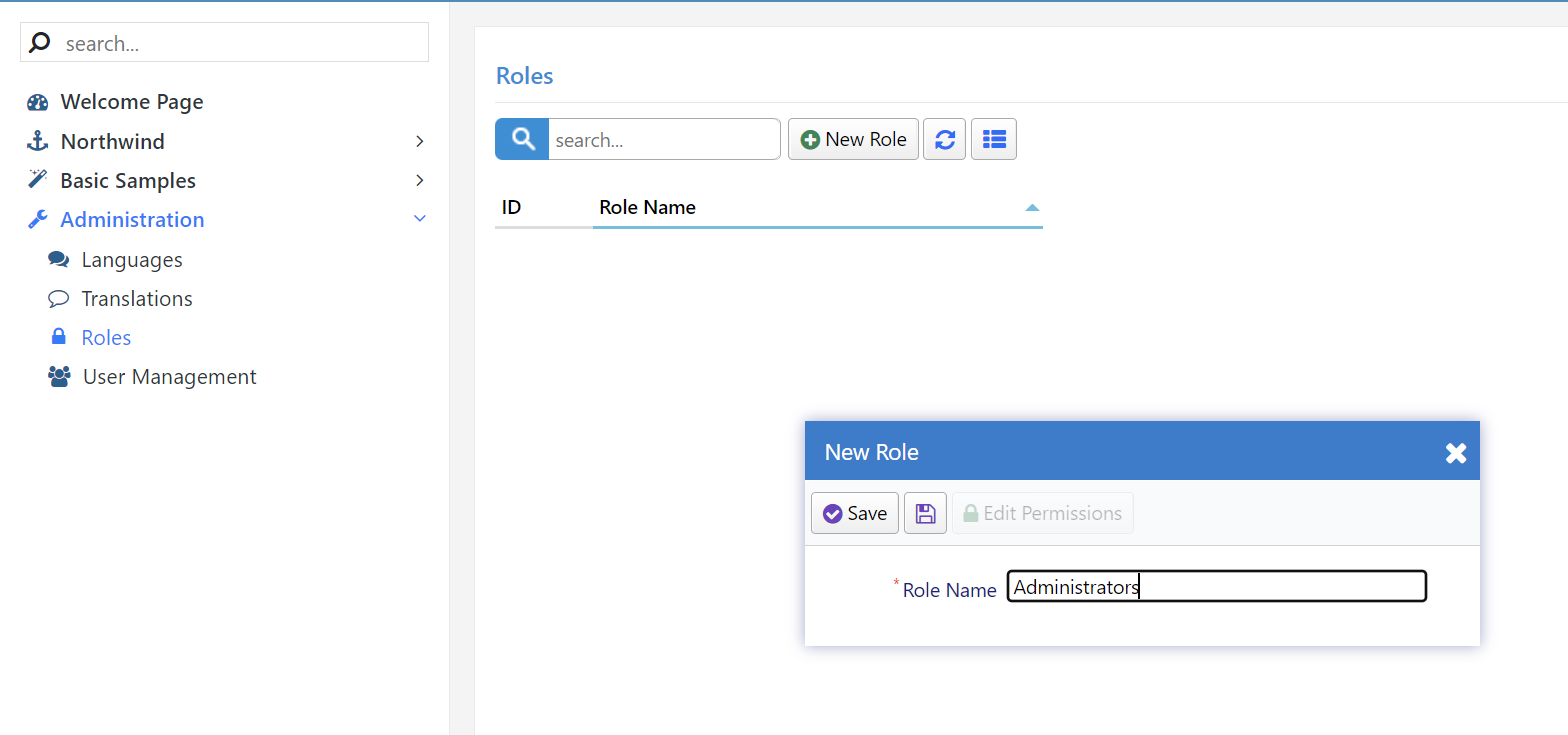 search...
Welcome Page
Northwind
Basic Samples
Administration
Languages
Translations
Roles
User Management
Roles
search...
New Role
ID
Role Name
New Role
Save
Edit Permissions
*Role Name
Administrators